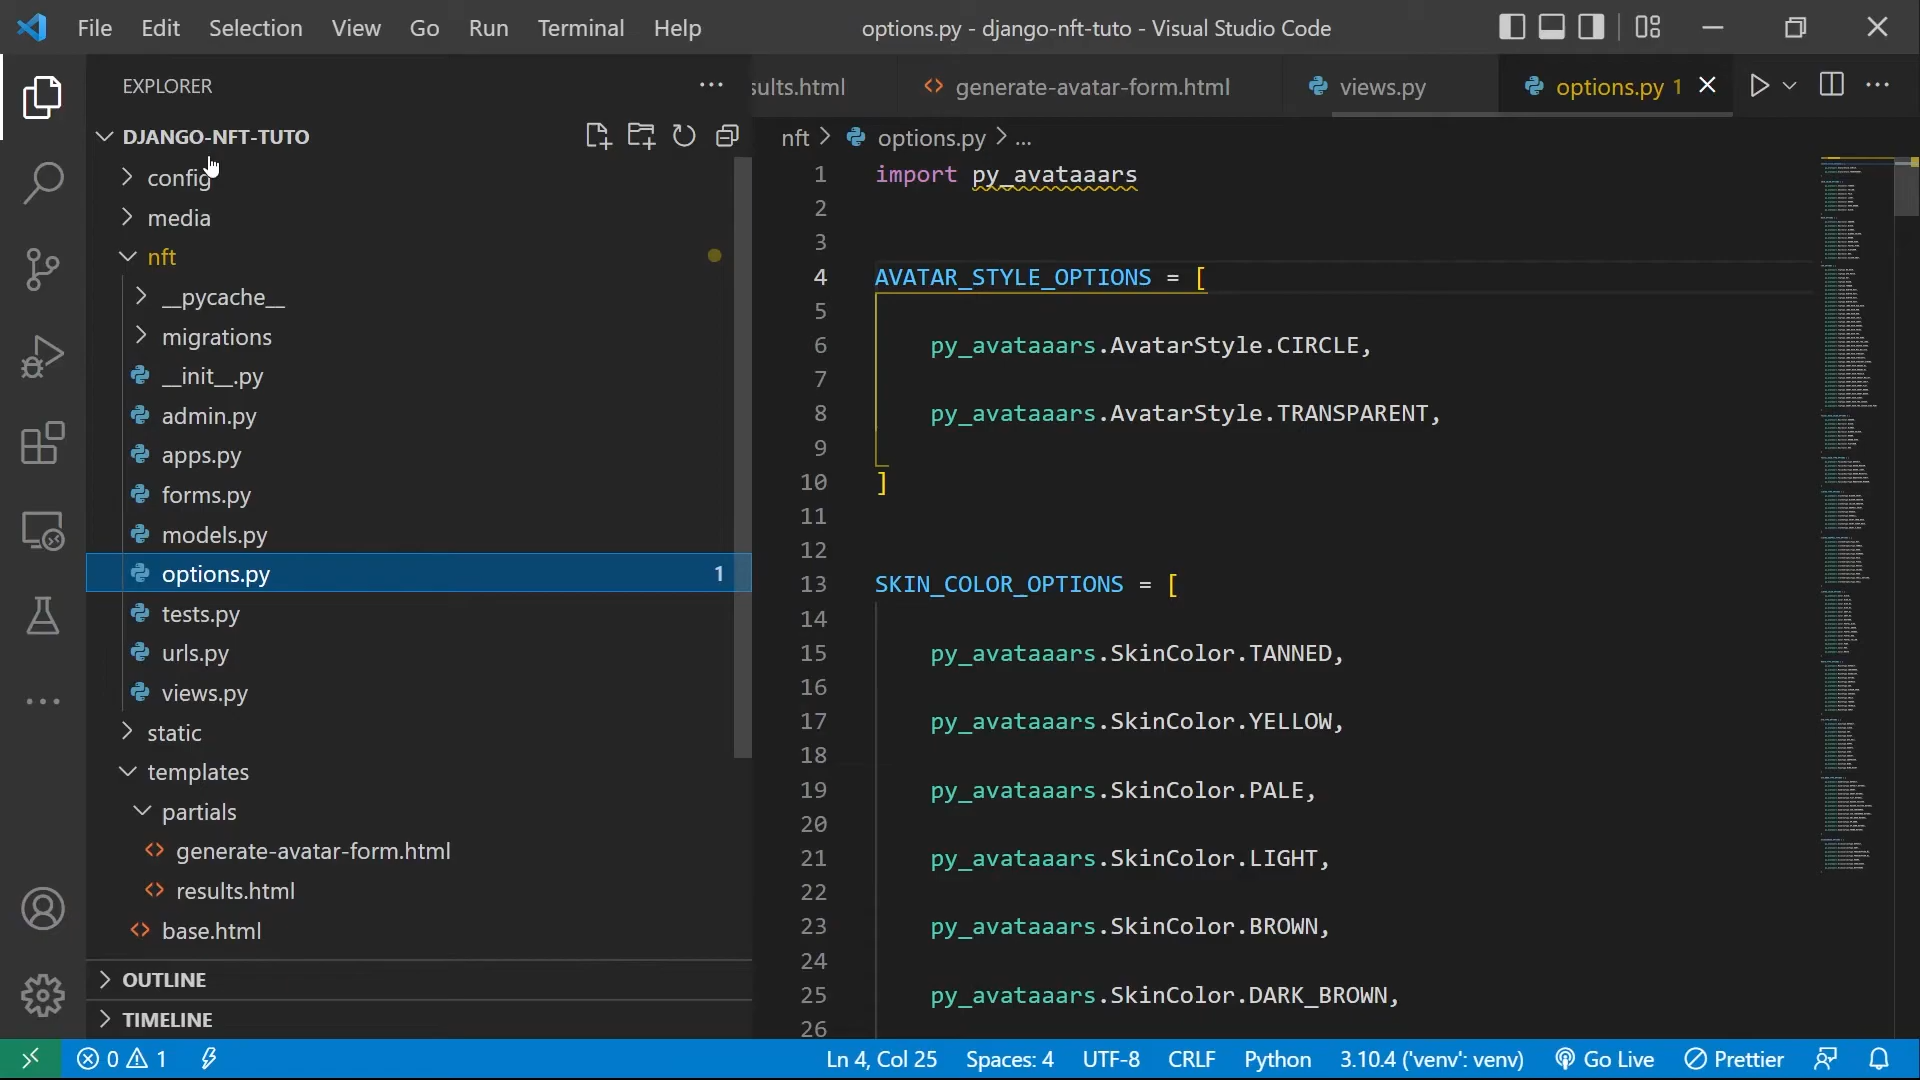 File Edit Selection View Go Run Terminal Help options.py - django-nft-tuto - Visual Studio Code
EXPLORER
DJANGO-NFT-TUTO
config
media
nft
__pycache__
migrations
__init__.py
admin.py
apps.py
forms.py
models.py
options.py 1
tests.py
urls.py
views.py
static
templates
partials
generate-avatar-form.html
results.html
base.html
OUTLINE
TIMELINE
sults.html generate-avatar-form.html views.py options.py 1
nft > options.py > ...
1 import py_avataaars
2
3
4 AVATAR_STYLE_OPTIONS = [
5
6 py_avataaars.AvatarStyle.CIRCLE,
7
8 py_avataaars.AvatarStyle.TRANSPARENT,
9
10 ]
11
12
13 SKIN_COLOR_OPTIONS = [
14
15 py_avataaars.SkinColor.TANNED,
16
17 py_avataaars.SkinColor.YELLOW,
18
19 py_avataaars.SkinColor.PALE,
20
21 py_avataaars.SkinColor.LIGHT,
22
23 py_avataaars.SkinColor.BROWN,
24
25 py_avataaars.SkinColor.DARK_BROWN,
26
0 1 Ln 4, Col 25 Spaces: 4 UTF-8 CRLF Python 3.10.4 ('venv': venv) Go Live Prettier